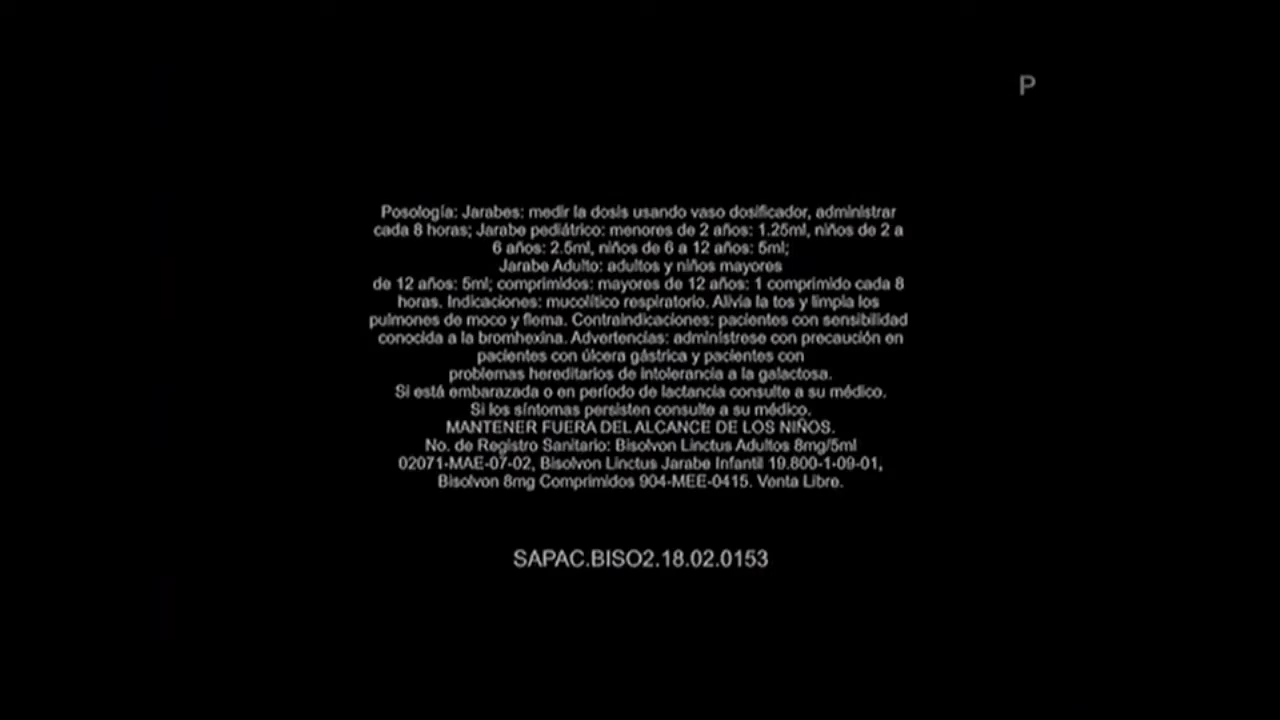 P
Posología: Jarabes: medir la dosis usando vaso dosificador, administrar
cada 8 horas; Jarabe pediátrico: menores de 2 años: 1.25ml, niños de 2 a
6 años: 2.5ml, niños de 6 a 12 años: 5ml;
Jarabe Adulto: adultos y niños mayores
de 12 años: 5ml; comprimidos: mayores de 12 años: 1 comprimido cada 8
horas. Indicaciones: mucolítico respiratorio. Alivia la tos y limpia los
pulmones de moco y flema. Contraindicaciones: pacientes con sensibilidad
conocida a la bromhexina. Advertencias: adminístrese con precaución en
pacientes con úlcera gástrica y pacientes con
problemas hereditarios de intolerancia a la galactosa.
Si está embarazada o en período de lactancia consulte a su médico.
Si los síntomas persisten consulte a su médico.
MANTENER FUERA DEL ALCANCE DE LOS NIÑOS.
No. de Registro Sanitario: Bisolvon Linctus Adultos 8mg/5ml
02071-MAE-07-02, Bisolvon Linctus Jarabe Infantil 19.800-1-09-01,
Bisolvon 8mg Comprimidos 904-MEE-0415. Venta Libre.
SAPAC.BISO2.18.02.0153